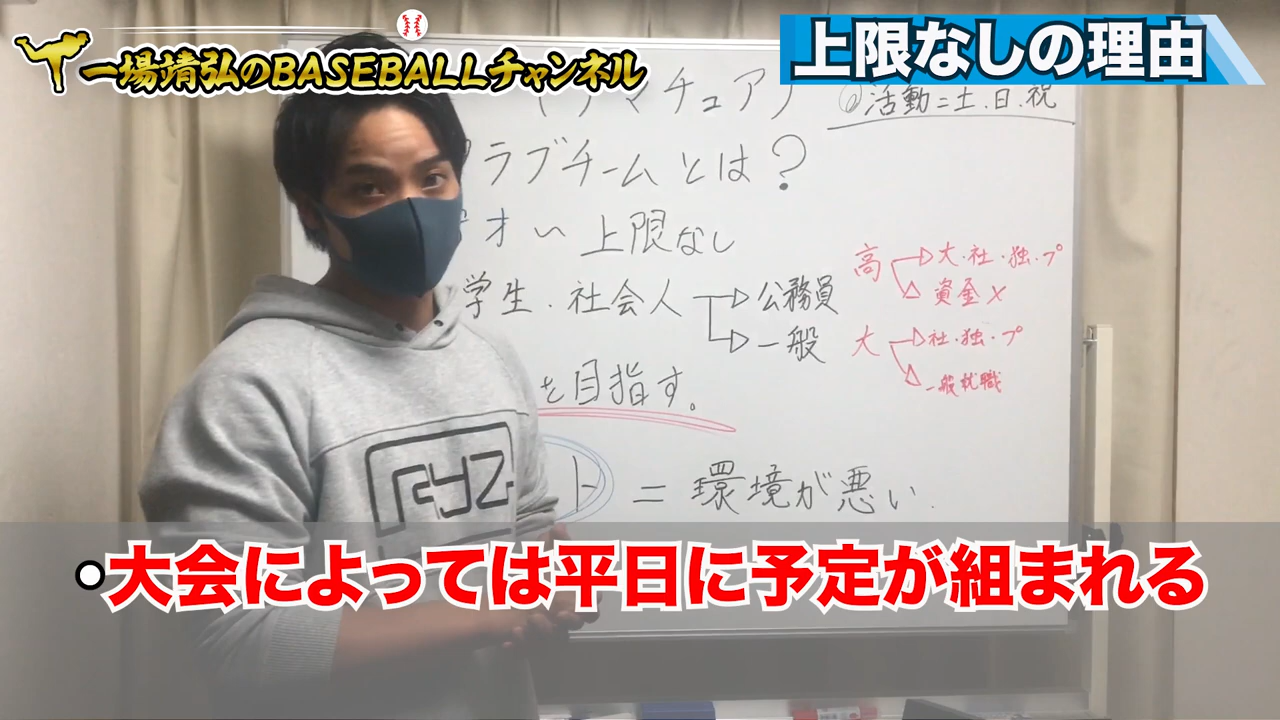 一場靖弘のBASEBALLチャンネル
上限なしの理由
マチュア)
◎活動=土.日.祝
ラブチームとは?
オい 上限なし
学生・社会人
公務員
一般
を目指す。
ト = 環境が悪い.
高
大・社・独・プ
資金×
大
社・独・プ
一般就職
RYZ
・大会によっては平日に予定が組まれる